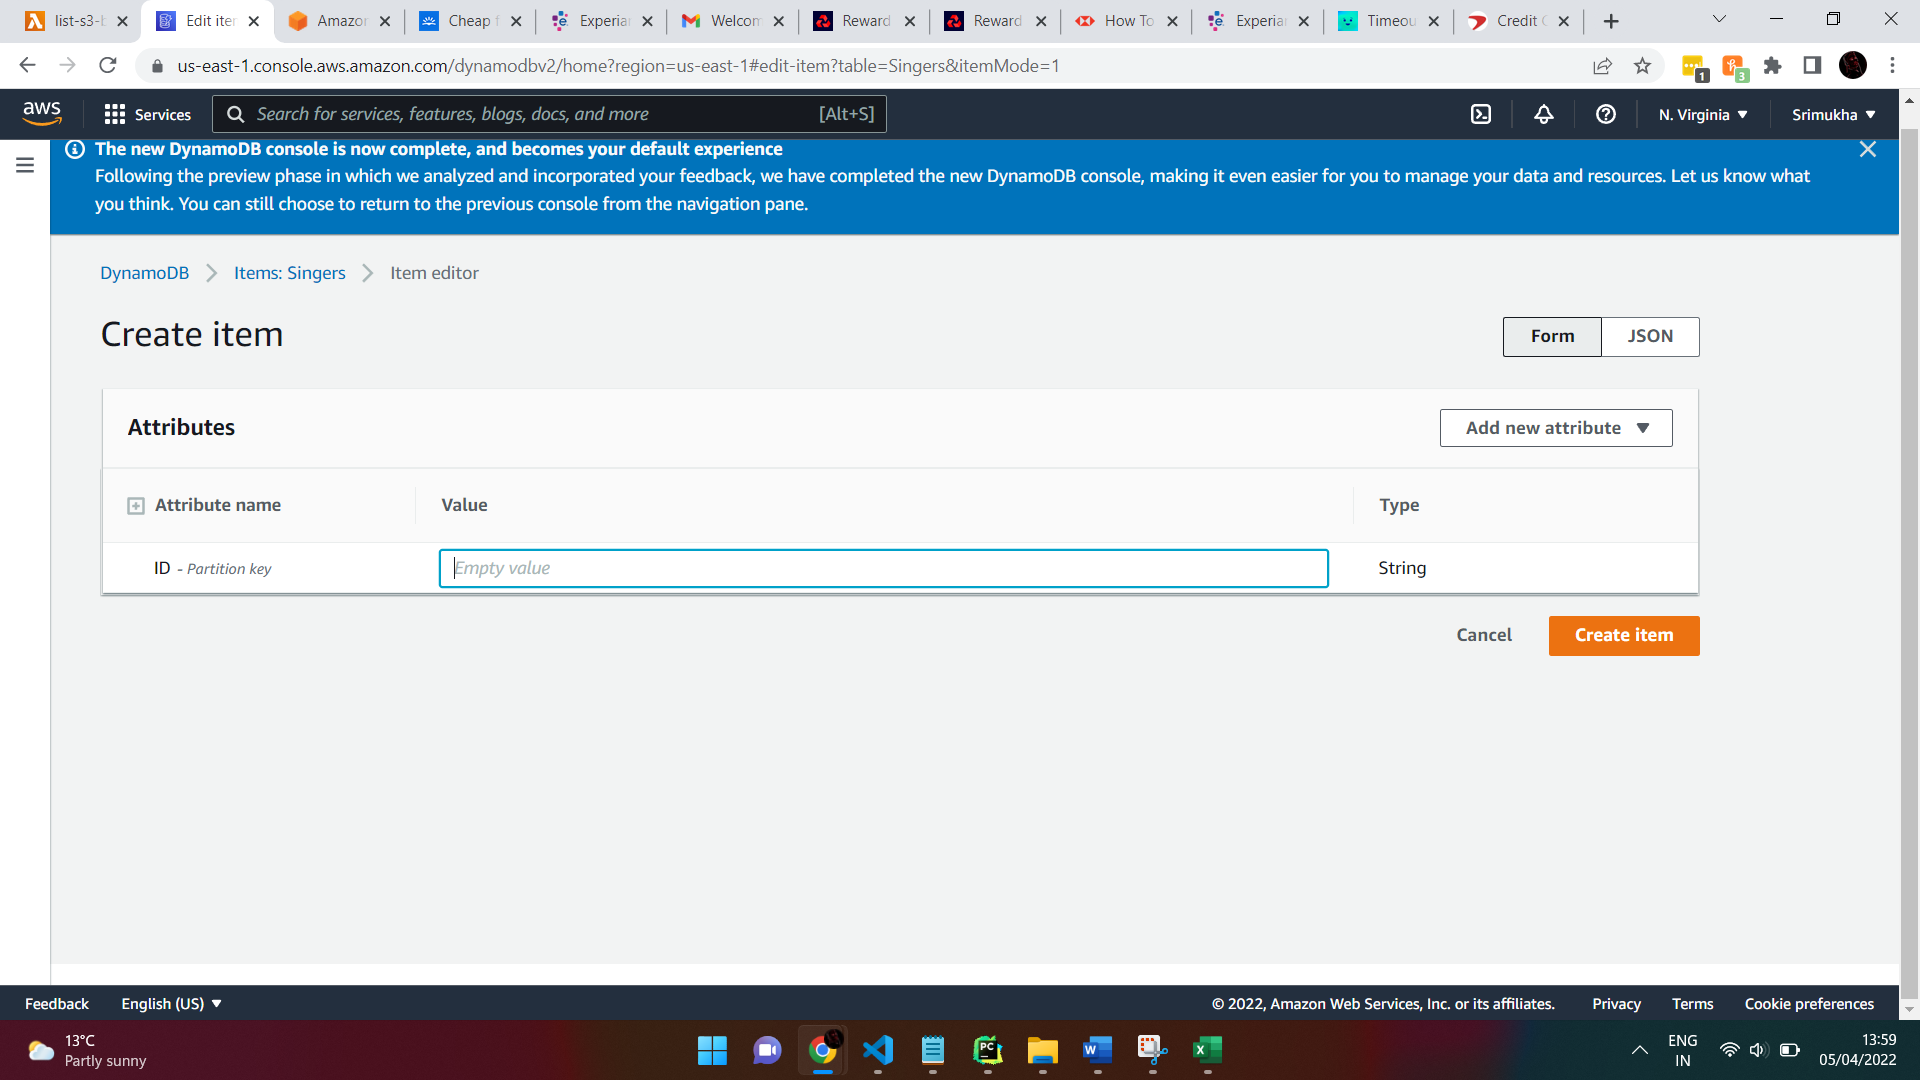 list-s3-b
Edit iter
Amazon
Cheap f
Experian
Welcom
Reward
Reward
How To
Experian
Timeou
Credit C
us-east-1.console.aws.amazon.com/dynamodbv2/home?region=us-east-1#edit-item?table=Singers&itemMode=1
1
3
aws
Services
Search for services, features, blogs, docs, and more
[Alt+S]
N. Virginia
Srimukha
The new DynamoDB console is now complete, and becomes your default experience
Following the preview phase in which we analyzed and incorporated your feedback, we have completed the new DynamoDB console, making it even easier for you to manage your data and resources. Let us know what
you think. You can still choose to return to the previous console from the navigation pane.
DynamoDB
Items: Singers
Item editor
Create item
Form
JSON
Attributes
Add new attribute
Attribute name
Value
Type
ID - Partition key
Empty value
String
Cancel
Create item
Feedback
English (US)
© 2022, Amazon Web Services, Inc. or its affiliates.
Privacy
Terms
Cookie preferences
13°C
Partly sunny
PC
W
X
ENG
IN
13:59
05/04/2022